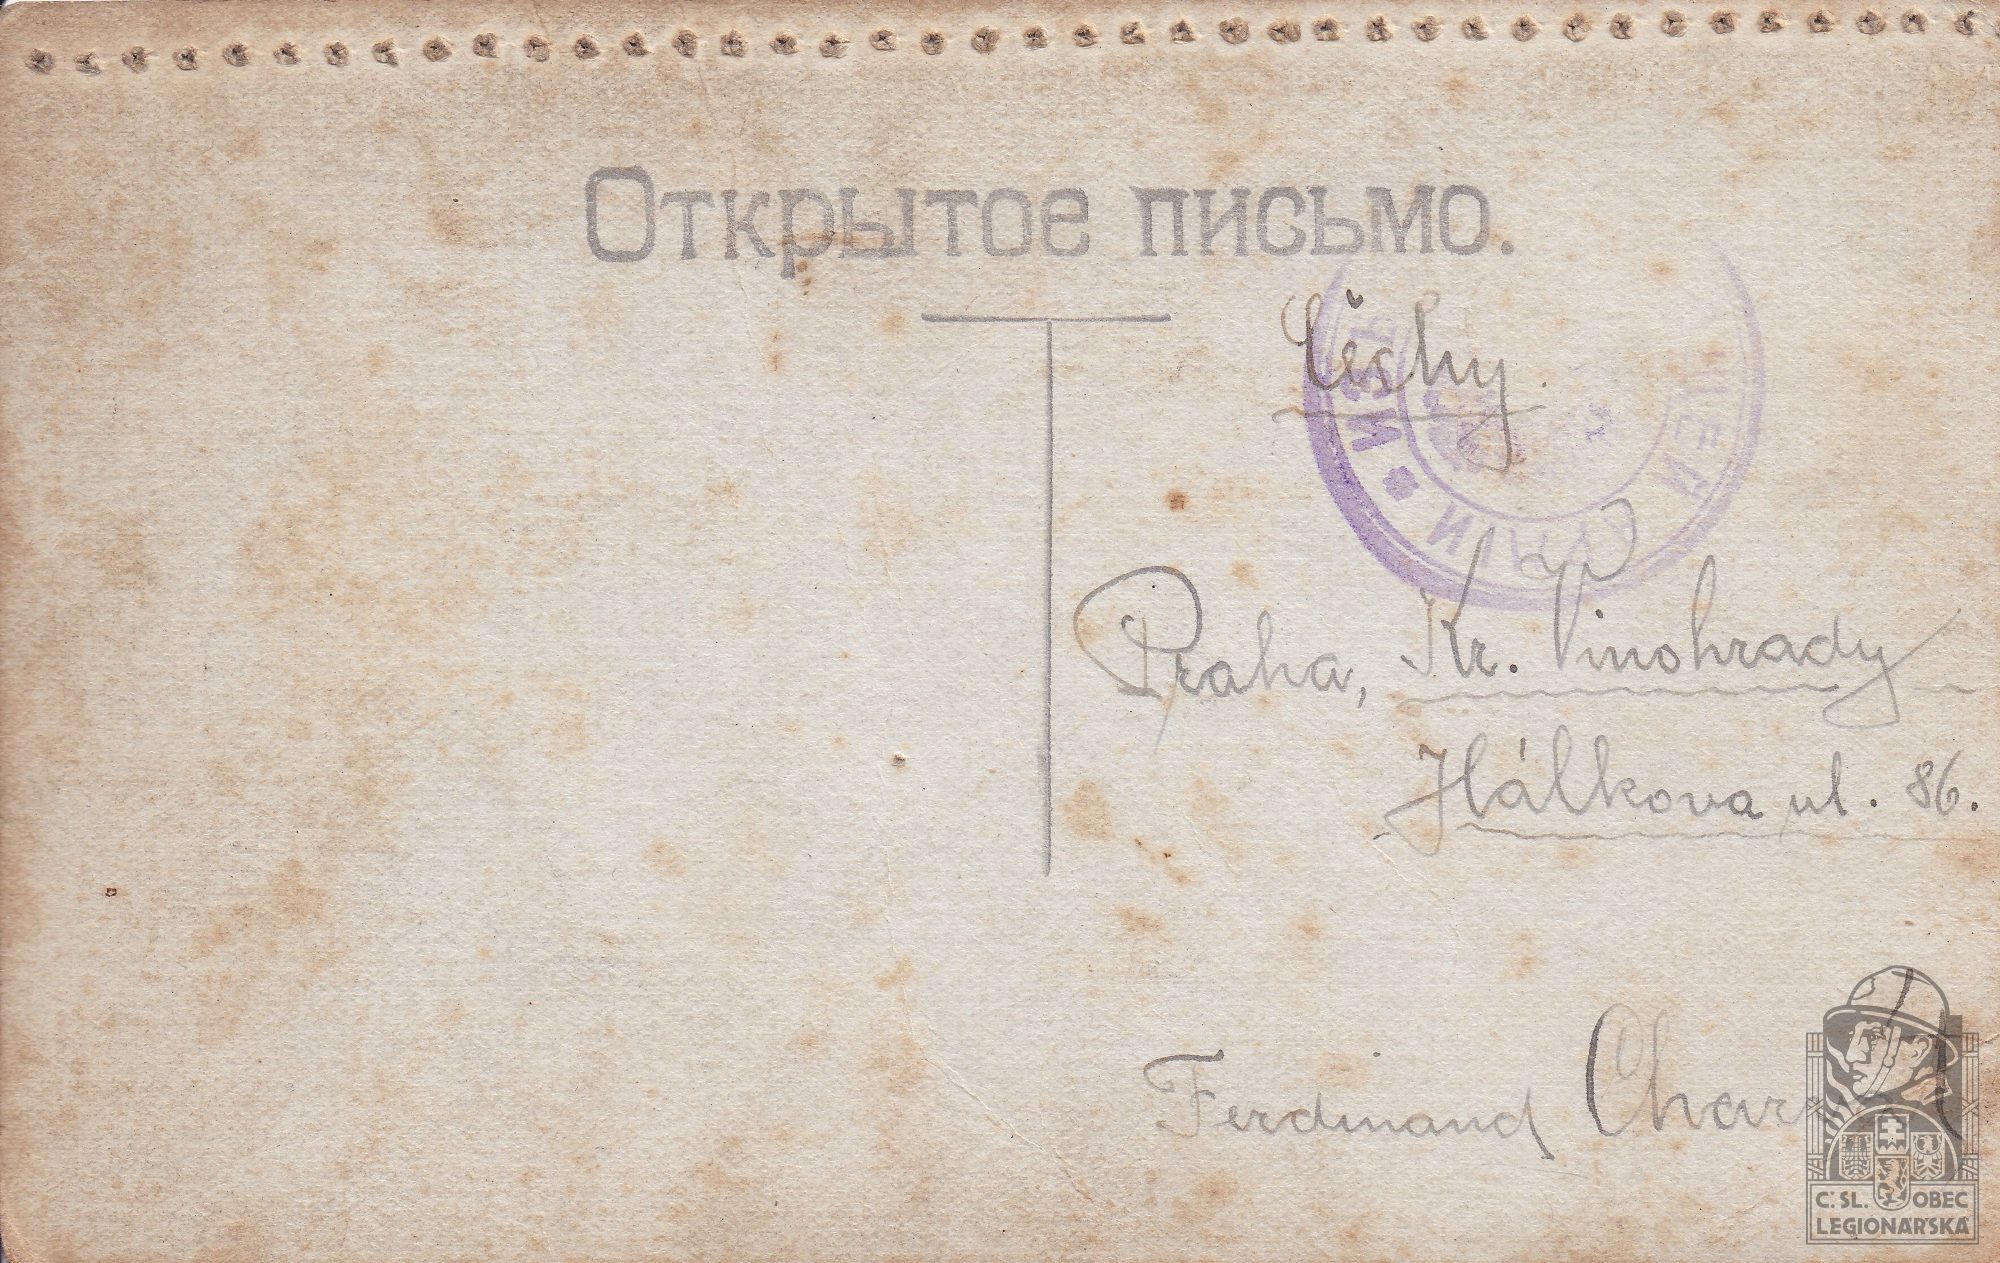 Открытое письмо.
Čechy.
Praha, Kr. Vinohrady
Hálkova ul. 86.
Ferdinand
Č. SL. OBEC
LEGIONÁŘSKÁ